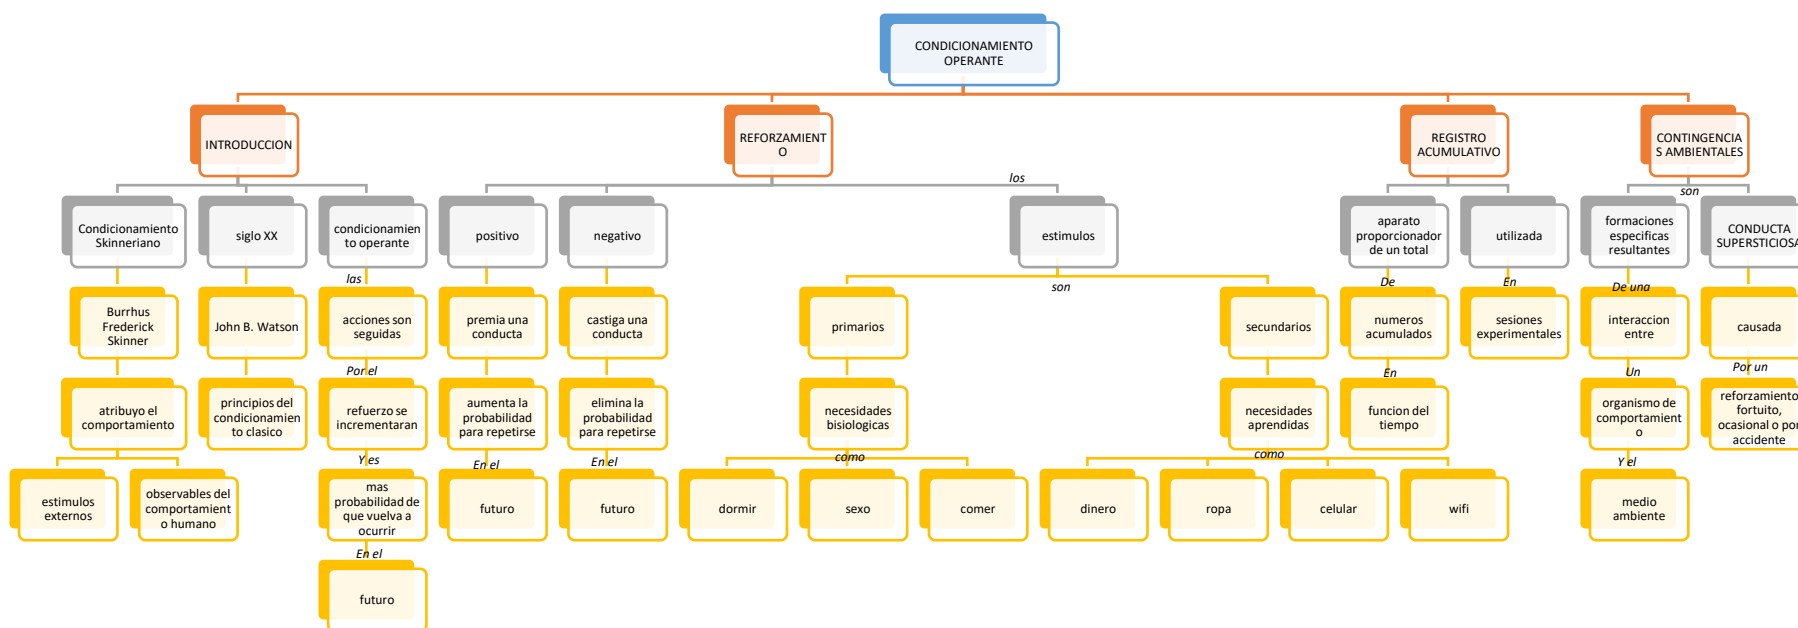 CONDICIONAMIENTO
OPERANTE
INTRODUCCION
REFORZAMIENT
O
REGISTRO
ACUMULATIVO
CONTINGENCIA
S AMBIENTALES
los
son
Condicionamiento
Skinneriano
siglo XX
condicionamien
to operante
positivo
negativo
estimulos
aparato
proporcionador
de un total
utilizada
formaciones
especificas
resultantes
CONDUCTA
SUPERSTICIOSA
las
son
De
En
De una
Burrhus
Frederick
Skinner
John B. Watson
acciones son
seguidas
premia una
conducta
castiga una
conducta
primarios
secundarios
numeros
acumulados
sesiones
experimentales
interaccion
entre
causada
Por el
En
Un
Por un
atribuyo el
comportamiento
principios del
condicionamien
to clasico
refuerzo se
incrementaran
aumenta la
probabilidad
para repetirse
elimina la
probabilidad
para repetirse
necesidades
bisiologicas
necesidades
aprendidas
funcion del
tiempo
organismo de
comportamient
o
reforzamiento
fortuito,
ocasional o por
accidente
Y es
En el
En el
como
como
Y el
estimulos
externos
observables del
comportamient
o humano
mas
probabilidad de
que vuelva a
ocurrir
futuro
futuro
dormir
sexo
comer
dinero
ropa
celular
wifi
medio
ambiente
En el
futuro